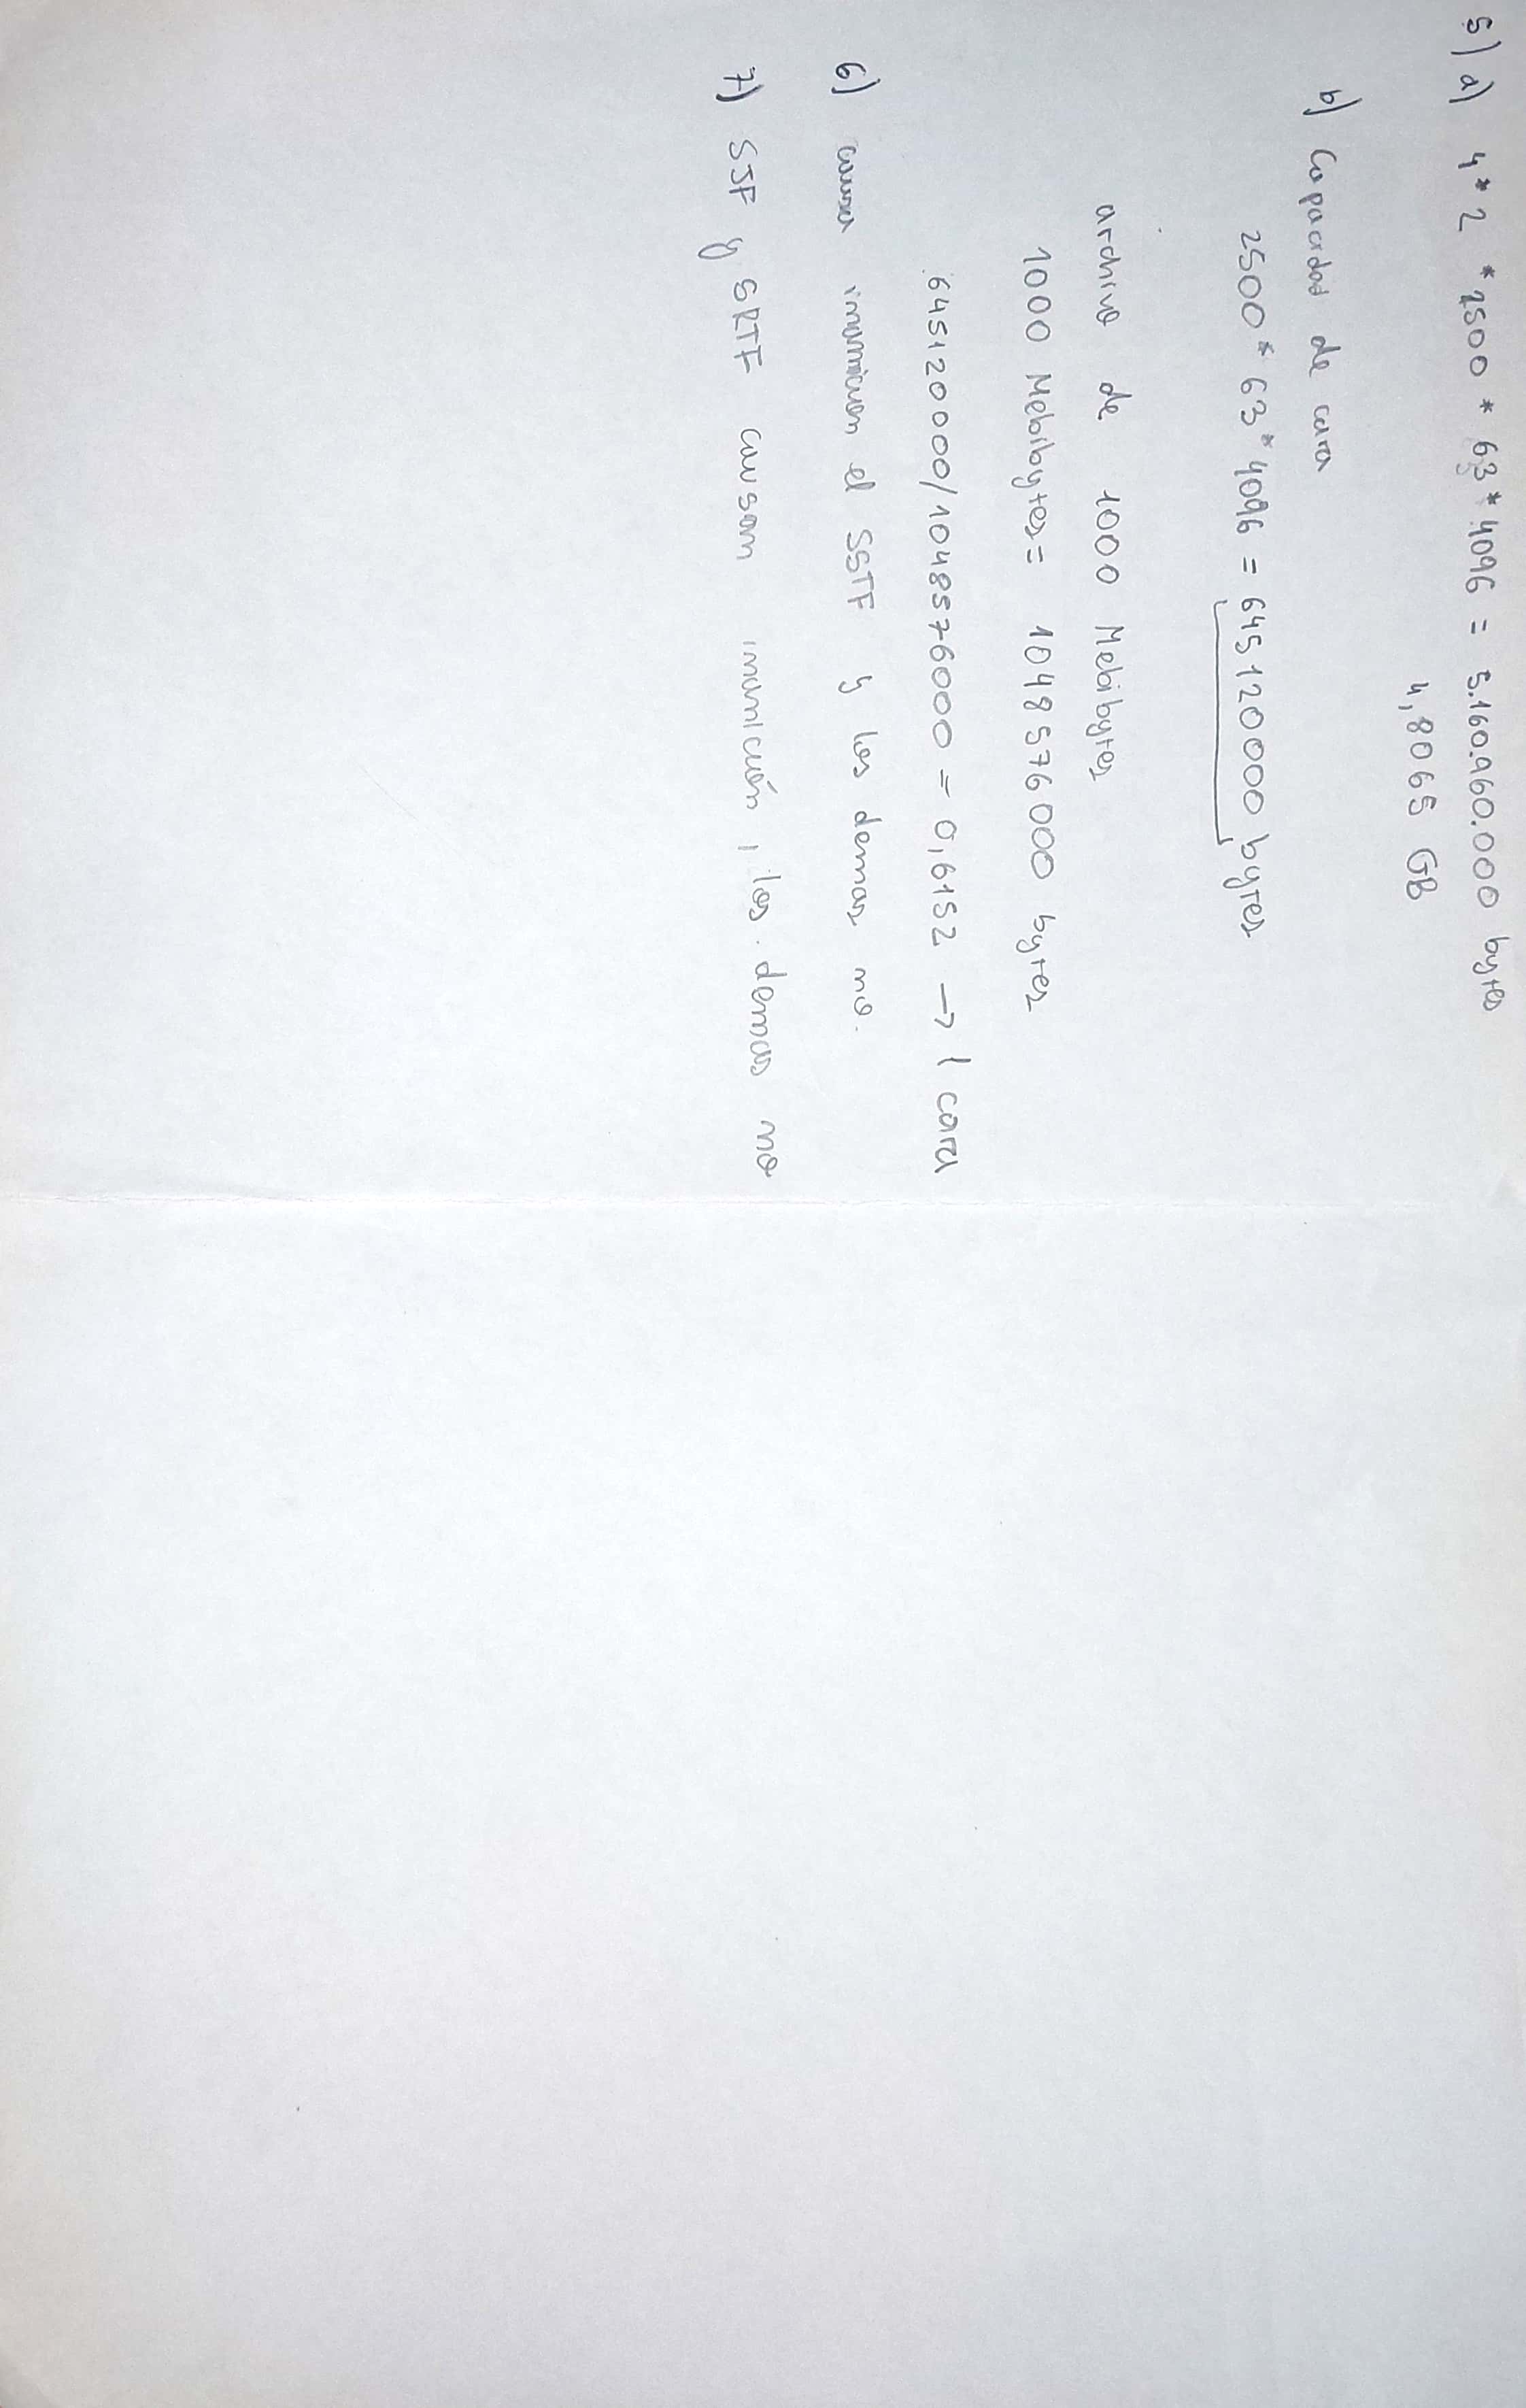 5) a) 4*2*2500*63*4096 = 5.160.960.000 bytes
4,8065 GB
b) Capacidad de cara
2500*63*4096 = 645120000 bytes
archivo de 1000 Mebibytes
1000 Mebibytes = 1048576000 bytes
645120000/1048576000 = 0,6152 → 1 cara
6) causa inanicion el SSTF y los demas no.
7) SJF y SRTF causan inanición, los demas no